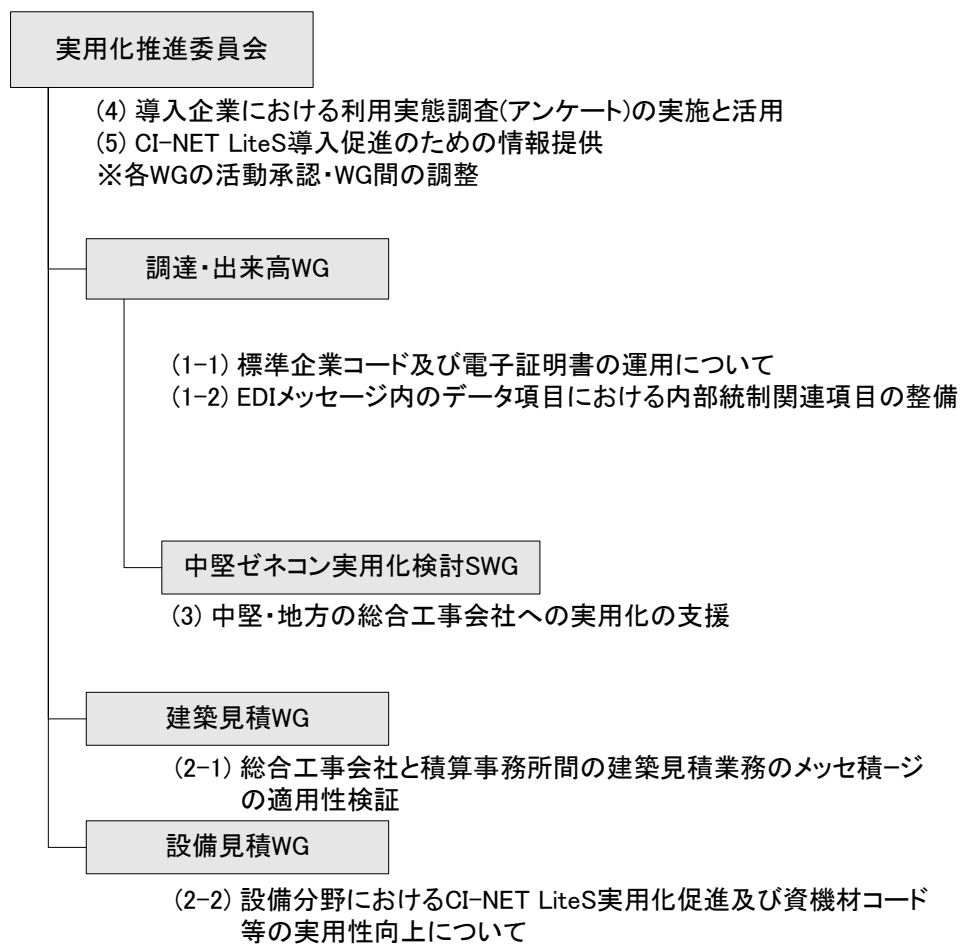 実用化推進委員会
(4) 導入企業における利用実態調査(アンケート)の実施と活用
(5) CI-NET LiteS導入促進のための情報提供
※各WGの活動承認・WG間の調整
調達・出来高WG
(1-1) 標準企業コード及び電子証明書の運用について
(1-2) EDIメッセージ内のデータ項目における内部統制関連項目の整備
中堅ゼネコン実用化検討SWG
(3) 中堅・地方の総合工事会社への実用化の支援
建築見積WG
(2-1) 総合工事会社と積算事務所間の建築見積業務のメッセ積-ジ
の適用性検証
設備見積WG
(2-2) 設備分野におけるCI-NET LiteS実用化促進及び資機材コード
等の実用性向上について